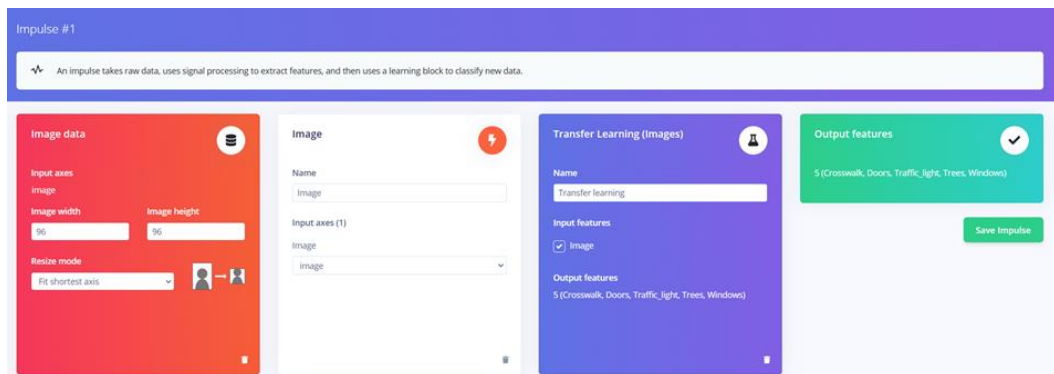 Impulse #1
An impulse takes raw data, uses signal processing to extract features, and then uses a learning block to classify new data.
Image data
Input axes
image
Image width
Image height
96
96
Resize mode
Fit shortest axis
Image
Name
Image
Input axes (1)
Image
image
Transfer Learning (Images)
Name
Transfer learning
Input features
Image
Output features
5 (Crosswalk, Doors, Traffic_light, Trees, Windows)
Output features
5 (Crosswalk, Doors, Traffic_light, Trees, Windows)
Save Impulse